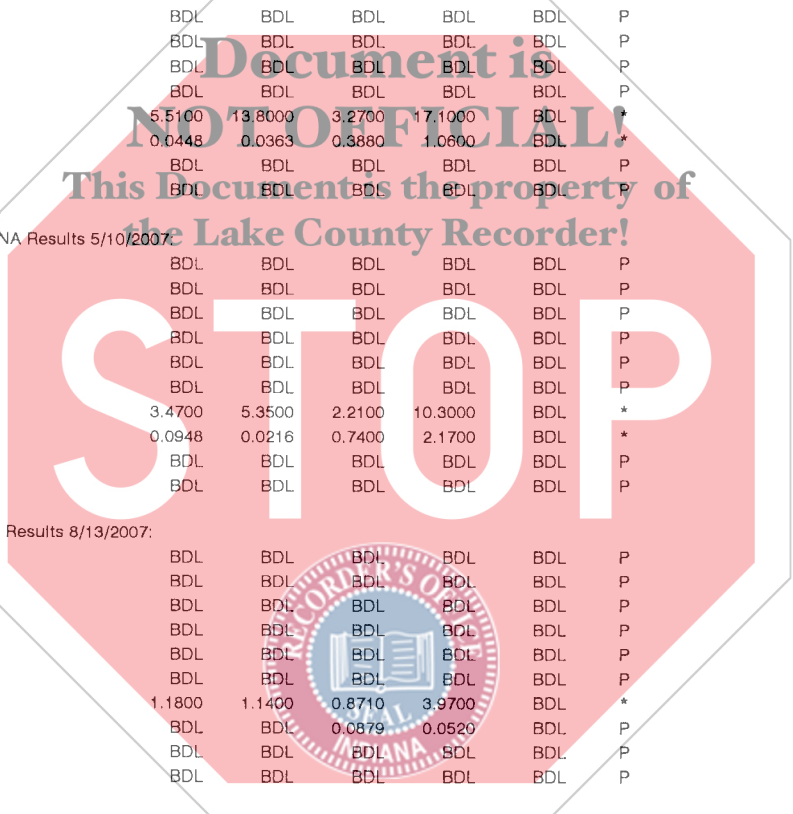 BDL BDL BDL BDL BDL P
BDL BDL BDL BDL BDL P
Document is
BDL BDL BDL BDL BDL P
BDL BDL BDL BDL BDL P
5.5100 13.8000 3.2700 17.1000 BDL *
NOT OFFICIAL!
0.0448 0.0363 0.3880 1.0600 BDL *
BDL BDL BDL BDL BDL P
This Document is the property of
BDL BDL BDL BDL BDL P
the Lake County Recorder!
NA Results 5/10/2007:
BDL BDL BDL BDL BDL P
BDL BDL BDL BDL BDL P
BDL BDL BDL BDL BDL P
BDL BDL BDL BDL BDL P
BDL BDL BDL BDL BDL P
BDL BDL BDL BDL BDL P
STOP
3.4700 5.3500 2.2100 10.3000 BDL *
0.0948 0.0216 0.7400 2.1700 BDL *
BDL BDL BDL BDL BDL P
BDL BDL BDL BDL BDL P
Results 8/13/2007:
BDL BDL BDL BDL BDL P
BDL BDL BDL BDL BDL P
BDL BDL BDL BDL BDL P
BDL BDL BDL BDL BDL P
BDL BDL BDL BDL BDL P
BDL BDL BDL BDL BDL P
1.1800 1.1400 0.8710 3.9700 BDL *
BDL BDL 0.0879 0.0520 BDL P
BDL BDL BDL BDL BDL P
BDL BDL BDL BDL BDL P
RECORDER'S OFFICE
SEAL
INDIANA